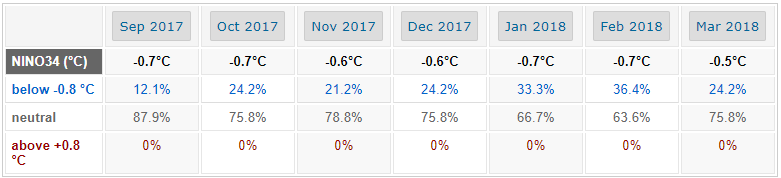 Sep 2017 Oct 2017 Nov 2017 Dec 2017 Jan 2018 Feb 2018 Mar 2018
NINO34 (°C) -0.7°C -0.7°C -0.6°C -0.6°C -0.7°C -0.7°C -0.5°C
below -0.8 °C 12.1% 24.2% 21.2% 24.2% 33.3% 36.4% 24.2%
neutral 87.9% 75.8% 78.8% 75.8% 66.7% 63.6% 75.8%
above +0.8 0% 0% 0% 0% 0% 0% 0%
°C